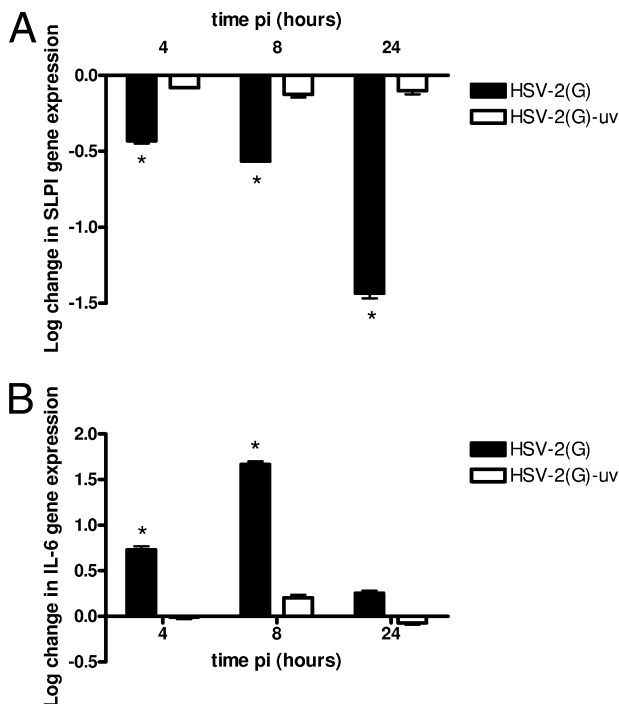 A
time pi (hours)
4 8 24
Log change in SLPI gene expression
0.0
-0.5
-1.0
-1.5
* * *
HSV-2(G)
HSV-2(G)-uv
B
Log change in IL-6 gene expression
2.0
1.5
1.0
0.5
0.0
-0.5
* *
HSV-2(G)
HSV-2(G)-uv
4 8 24
time pi (hours)